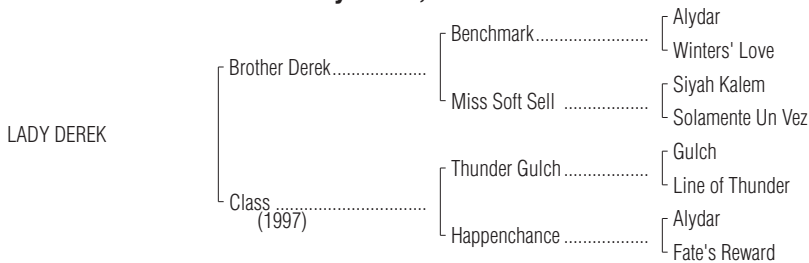 Alydar
Benchmark....................
Winters' Love
Brother Derek...................
Siyah Kalem
Miss Soft Sell ...............
Solamente Un Vez
LADY DEREK
Gulch
Thunder Gulch...............
Line of Thunder
Class ...........................
(1997)
Alydar
Happenchance ...............
Fate's Reward